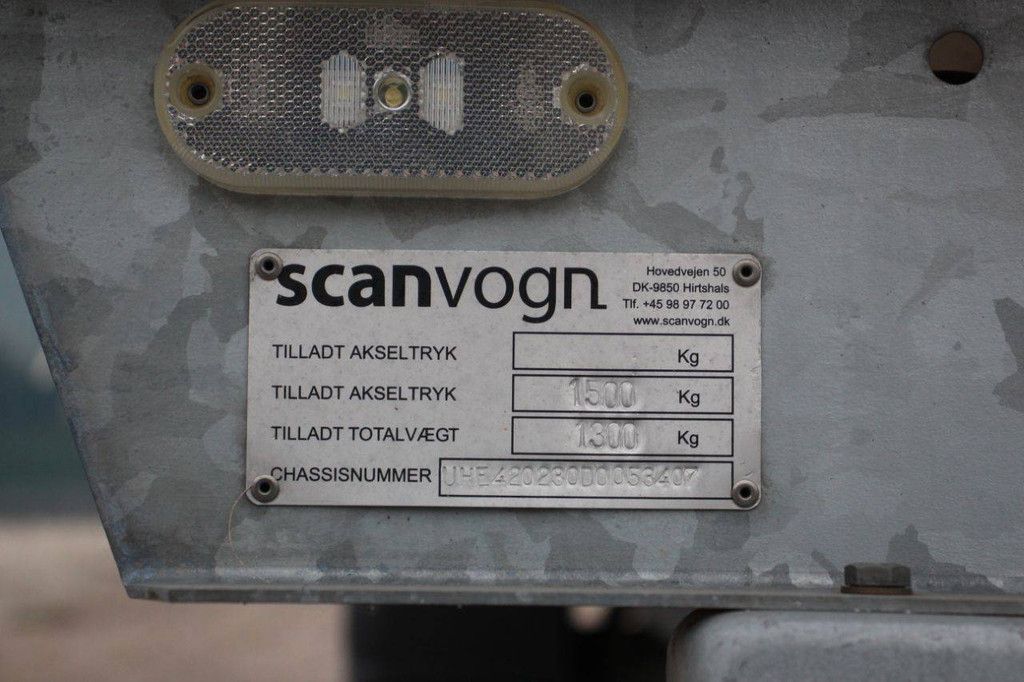 scanvogn
Hovedvejen 50
DK-9850 Hirtshals
Tlf. +45 98 97 72 00
www.scanvogn.dk
TILLADT AKSELTRYK Kg
TILLADT AKSELTRYK 1500 Kg
TILLADT TOTALVÆGT 1300 Kg
CHASSISNUMMER UHE420230D0053407